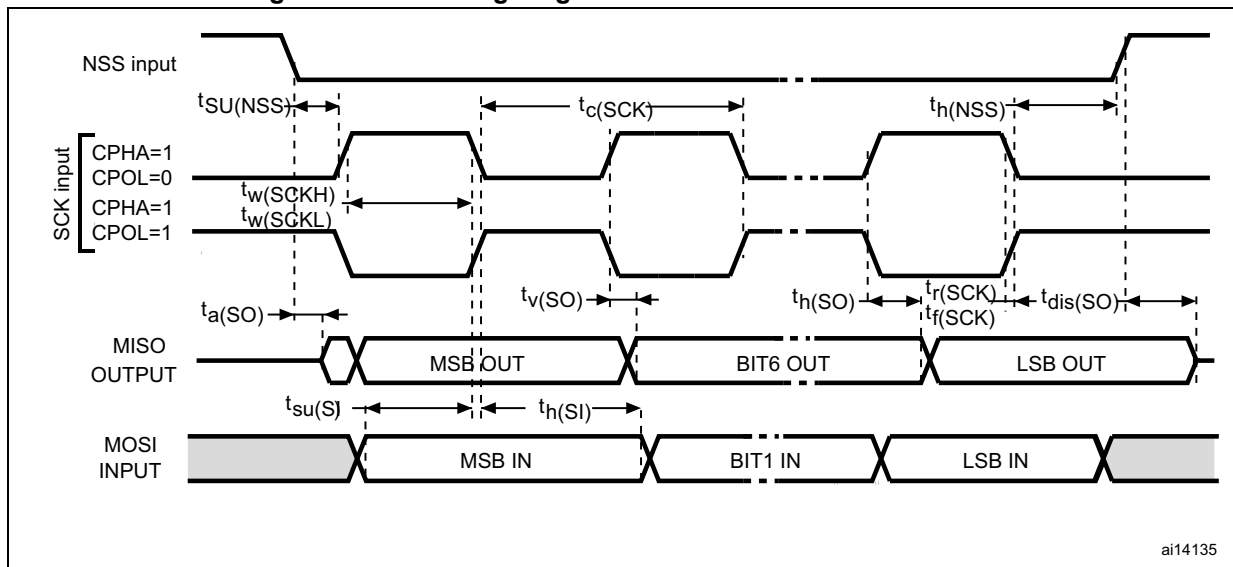 NSS input
tSU(NSS)
tc(SCK)
th(NSS)
SCK input
CPHA=1
CPOL=0
CPHA=1
CPOL=1
tw(SCKH)
tw(SCKL)
ta(SO)
tv(SO)
th(SO)
tr(SCK)
tf(SCK)
tdis(SO)
MISO
OUTPUT
MSB OUT
BIT6 OUT
LSB OUT
tsu(SI)
th(SI)
MOSI
INPUT
MSB IN
BIT1 IN
LSB IN
ai14135